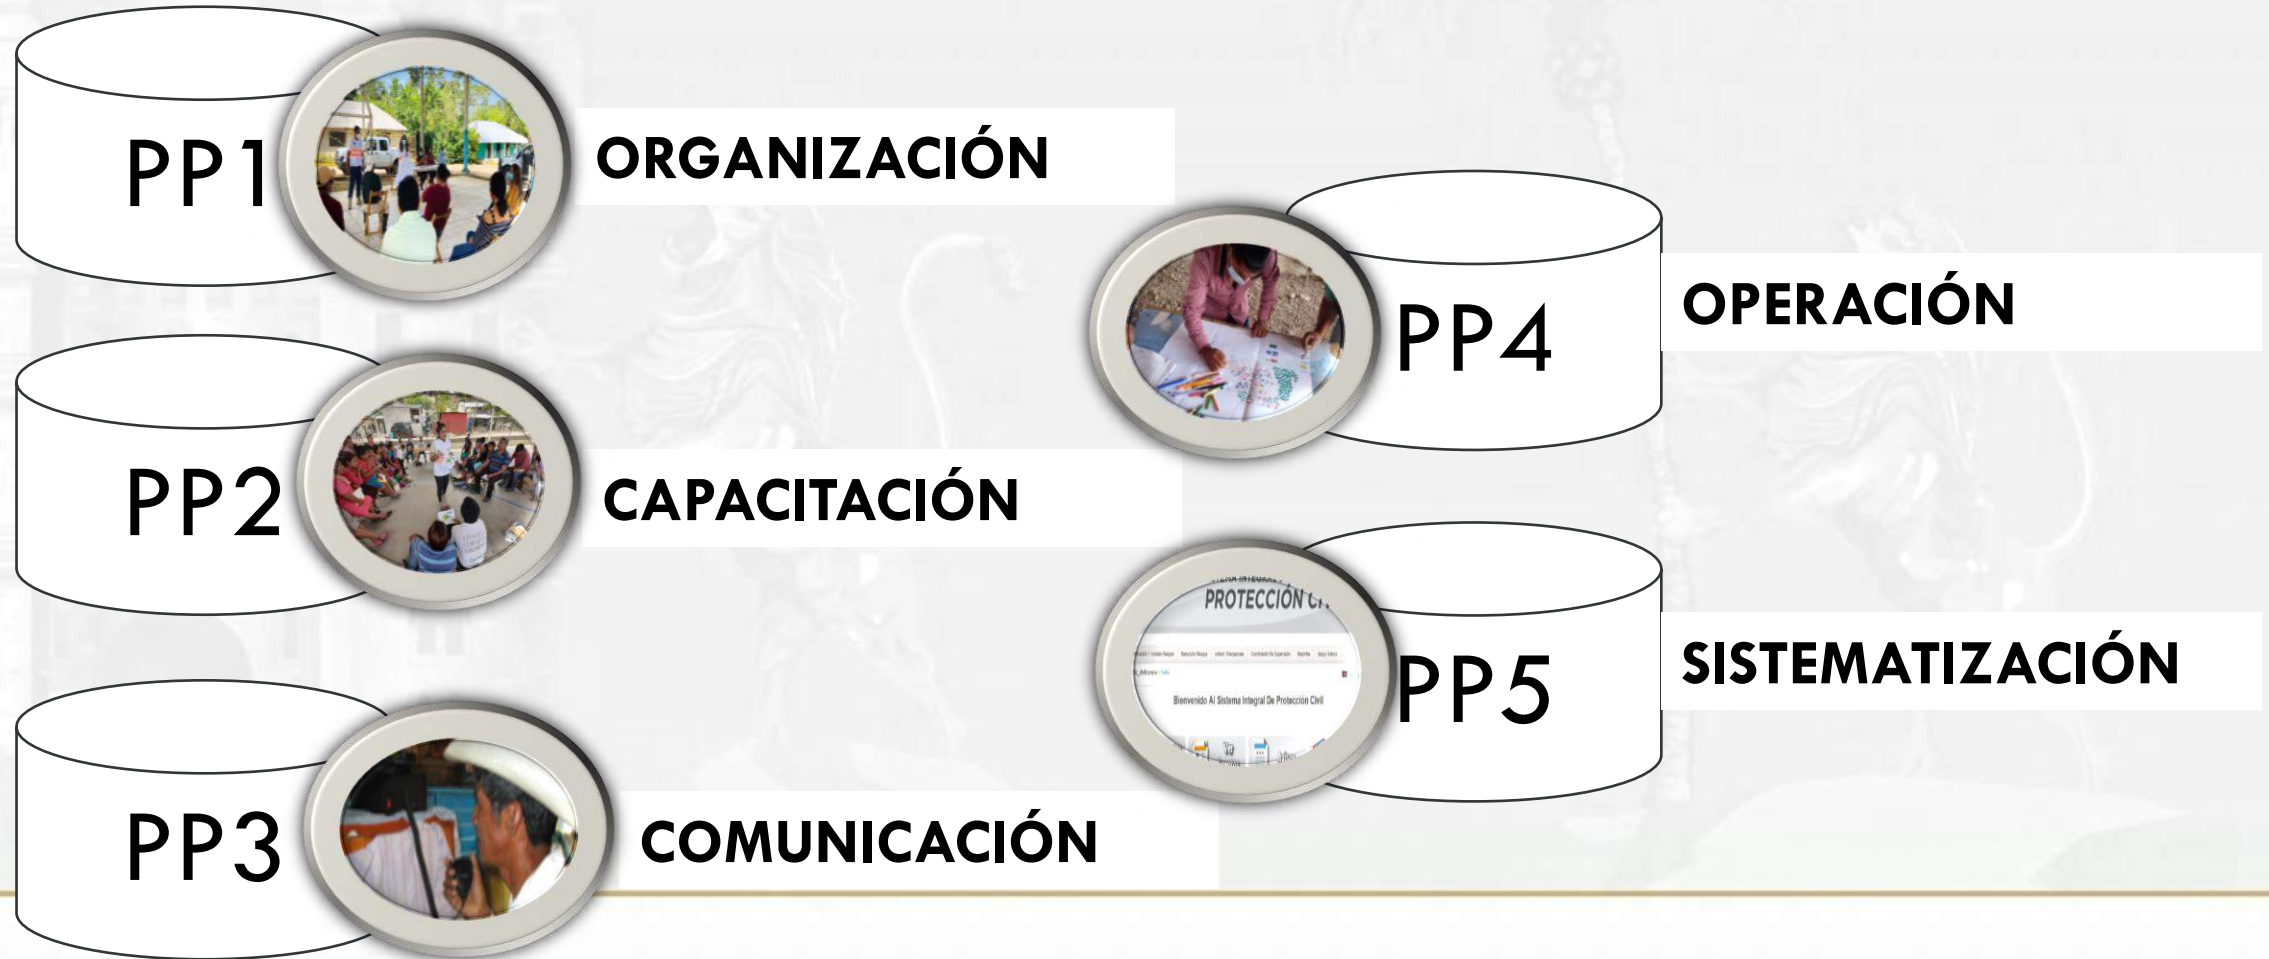 PP1
ORGANIZACIÓN
PP2
CAPACITACIÓN
PP3
COMUNICACIÓN
PP4
OPERACIÓN
PROTECCIÓN
Bienvenido Al Sistema Integral De Protección Civil
PP5
SISTEMATIZACIÓN